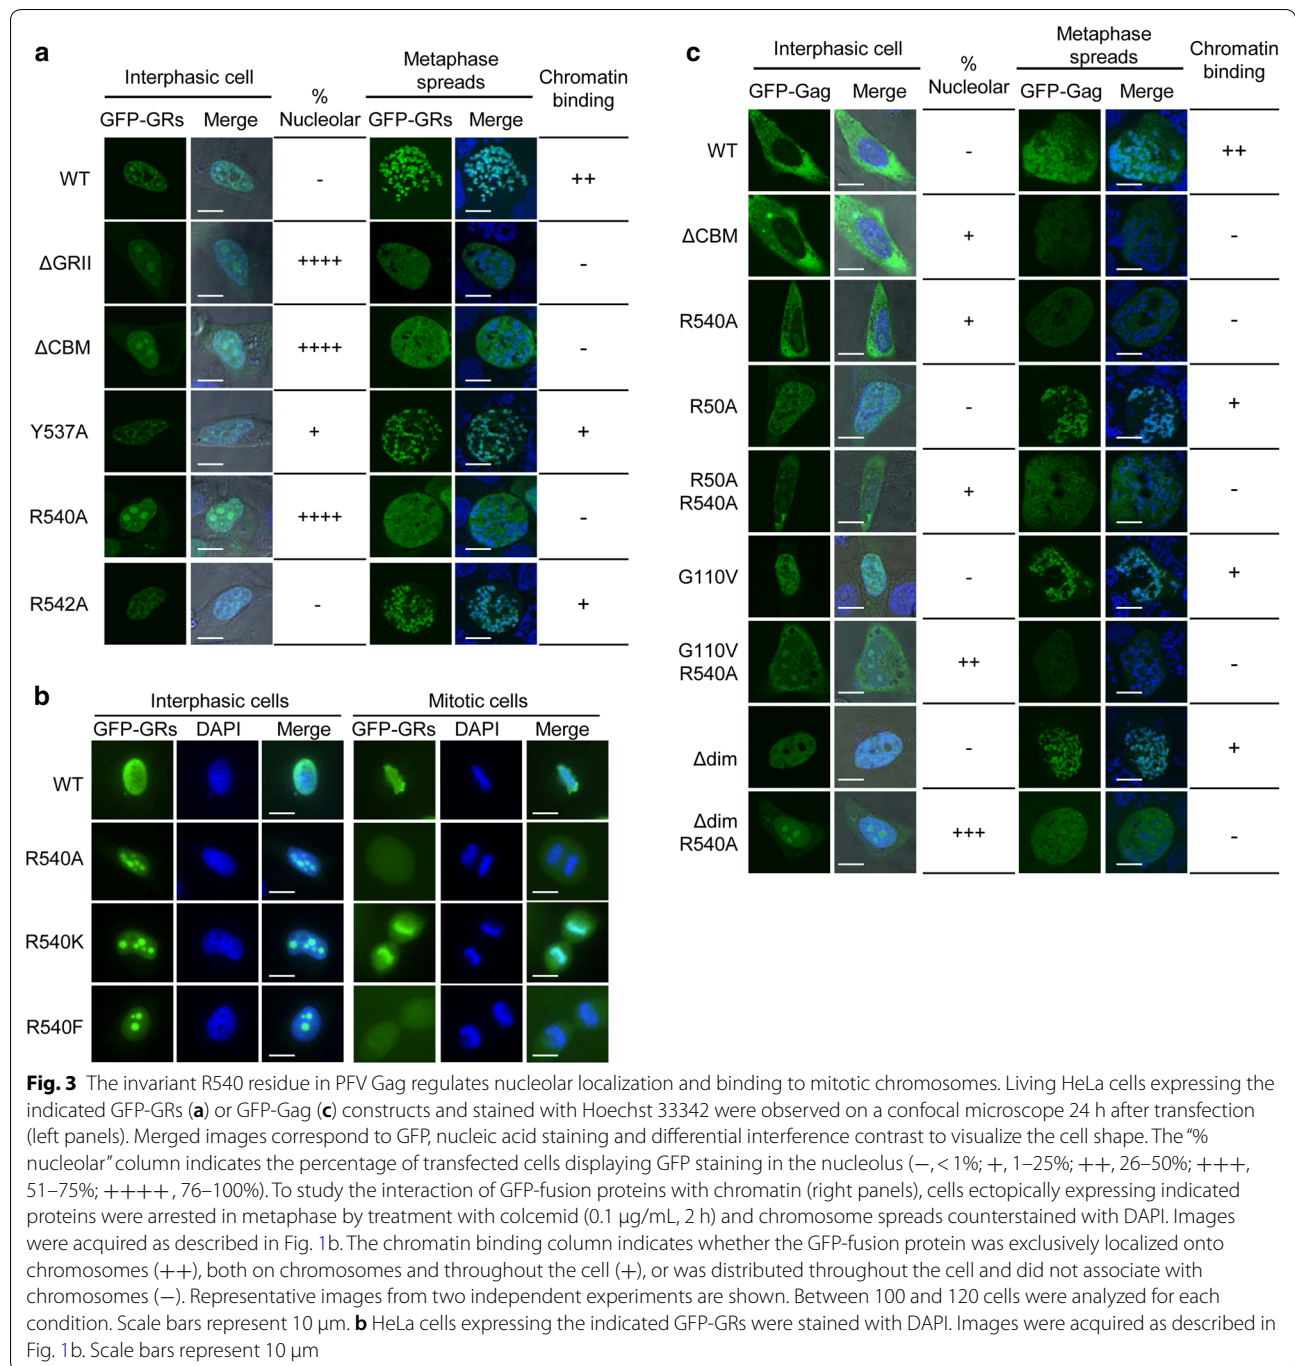 a
Interphasic cell
%
Nucleolar
Metaphase
spreads
Chromatin
binding
GFP-GRs Merge GFP-GRs Merge
WT - ++
ΔGRII ++++ -
ΔCBM ++++ -
Y537A + +
R540A ++++ -
R542A - +
b
Interphasic cells Mitotic cells
GFP-GRs DAPI Merge GFP-GRs DAPI Merge
WT
R540A
R540K
R540F
c
Interphasic cell
%
Nucleolar
Metaphase
spreads
Chromatin
binding
GFP-Gag Merge GFP-Gag Merge
WT - ++
ΔCBM + -
R540A + -
R50A - +
R50A
R540A + -
G110V - +
G110V
R540A ++ -
Δdim - +
Δdim
R540A +++ -
Fig. 3 The invariant R540 residue in PFV Gag regulates nucleolar localization and binding to mitotic chromosomes. Living HeLa cells expressing the
indicated GFP-GRs (a) or GFP-Gag (c) constructs and stained with Hoechst 33342 were observed on a confocal microscope 24 h after transfection
(left panels). Merged images correspond to GFP, nucleic acid staining and differential interference contrast to visualize the cell shape. The “%
nucleolar” column indicates the percentage of transfected cells displaying GFP staining in the nucleolus (−, < 1%; +, 1–25%; ++, 26–50%; +++,
51–75%; ++++, 76–100%). To study the interaction of GFP-fusion proteins with chromatin (right panels), cells ectopically expressing indicated
proteins were arrested in metaphase by treatment with colcemid (0.1 µg/mL, 2 h) and chromosome spreads counterstained with DAPI. Images
were acquired as described in Fig. 1b. The chromatin binding column indicates whether the GFP-fusion protein was exclusively localized onto
chromosomes (++), both on chromosomes and throughout the cell (+), or was distributed throughout the cell and did not associate with
chromosomes (−). Representative images from two independent experiments are shown. Between 100 and 120 cells were analyzed for each
condition. Scale bars represent 10 µm. b HeLa cells expressing the indicated GFP-GRs were stained with DAPI. Images were acquired as described in
Fig. 1b. Scale bars represent 10 µm